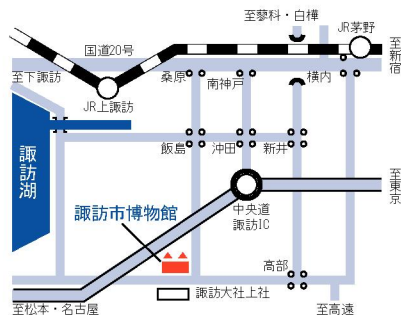 至蓼科・白樺
JR茅野
国道20号
至新宿
至下諏訪
桑原
南神戸
横内
JR上諏訪
諏訪湖
飯島
沖田
新井
至東京
中央道
諏訪IC
諏訪市博物館
高部
諏訪大社上社
至松本・名古屋
至高遠